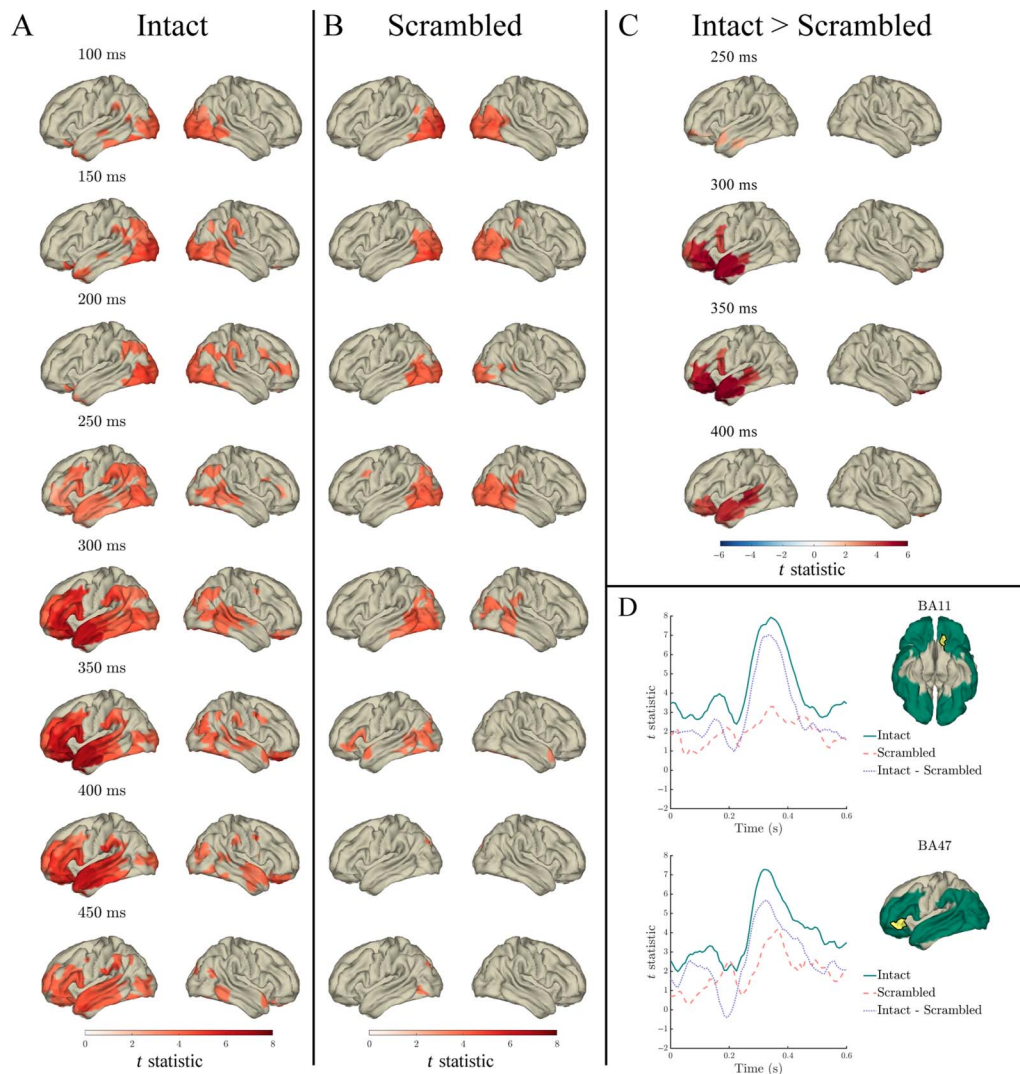 A Intact
100 ms
150 ms
200 ms
250 ms
300 ms
350 ms
400 ms
450 ms
0 2 4 6 8
t statistic
B Scrambled
0 2 4 6 8
t statistic
C Intact > Scrambled
250 ms
300 ms
350 ms
400 ms
-6 -4 -2 0 2 4 6
t statistic
D
BA11
9
8
7
6
5
4
3
2
1
0
-1
-2
t statistic
0 0.2 0.4 0.6
Time (s)
Intact
Scrambled
Intact - Scrambled
BA47
9
8
7
6
5
4
3
2
1
0
-1
-2
t statistic
0 0.2 0.4 0.6
Time (s)
Intact
Scrambled
Intact - Scrambled